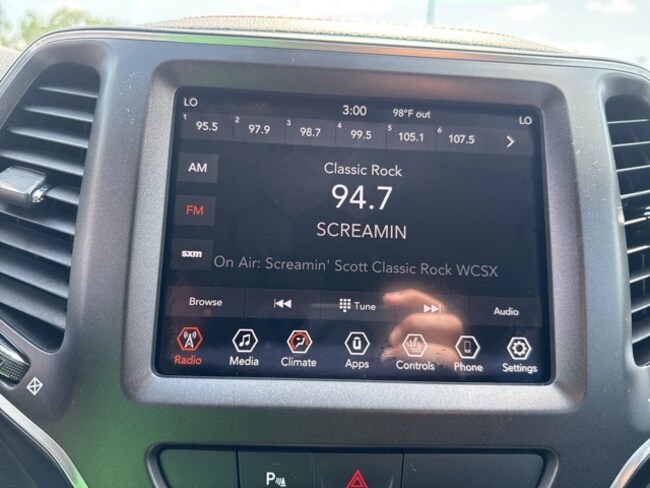 LO 3:00 98°F out LO
1 95.5 2 97.9 3 98.7 4 99.5 5 105.1 6 107.5
Classic Rock
AM
94.7
FM
SCREAMIN
sxm
On Air: Screamin' Scott Classic Rock WCSX
Browse Tune Audio
Radio Media Climate Apps Controls Phone Settings
P